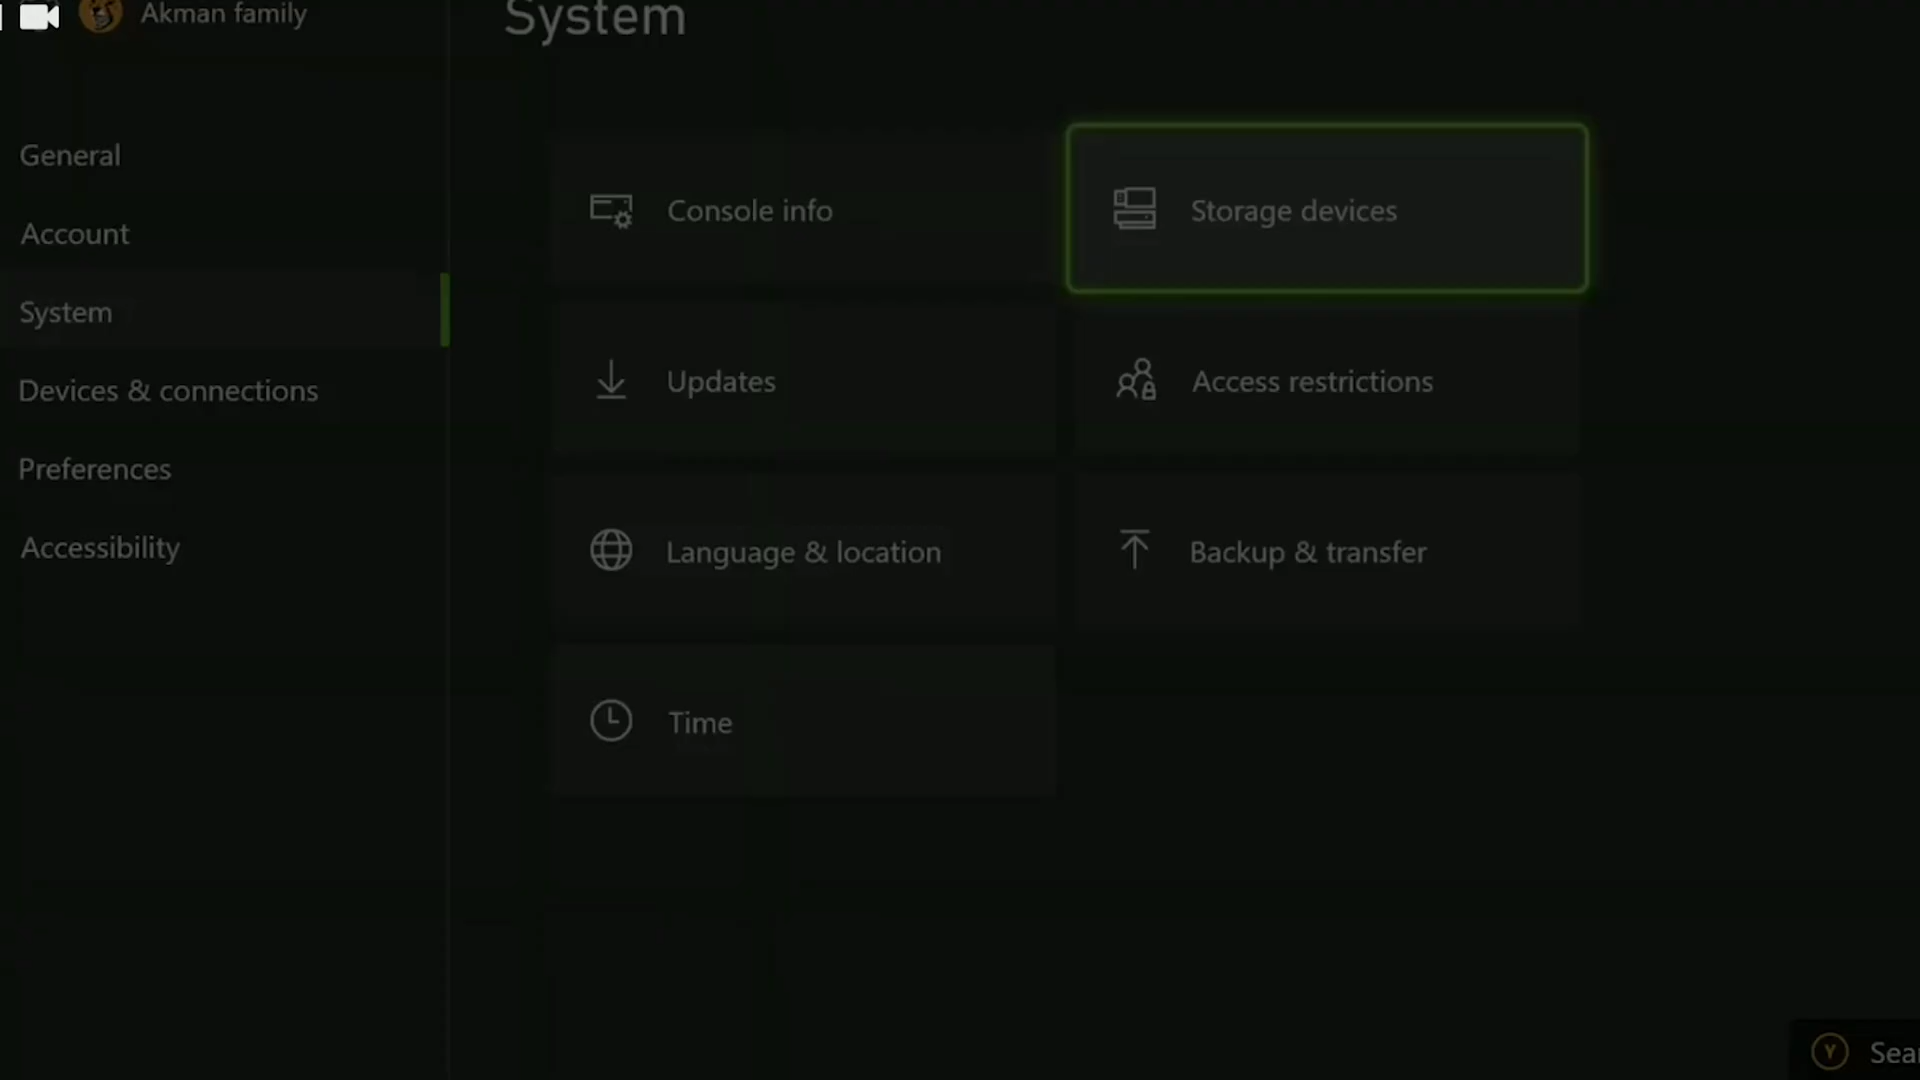 Akman family
System
General
Account
System
Devices & connections
Preferences
Accessibility
Console info
Storage devices
Updates
Access restrictions
Language & location
Backup & transfer
Time
Y